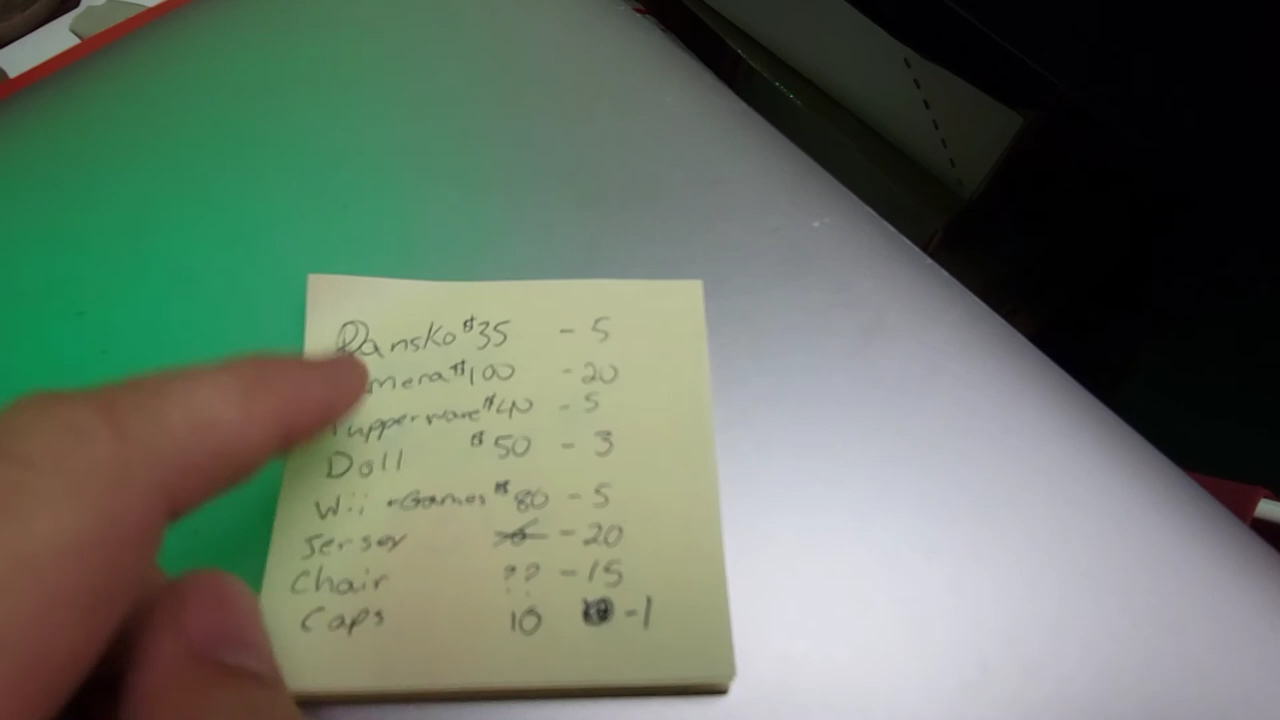 Dansko $35 - 5
mera $100 - 20
Tupperware $40 - 5
Doll $50 - 3
Wii + Games $80 - 5
Jersey - 20
Chair ?? - 15
Caps 10 - 1